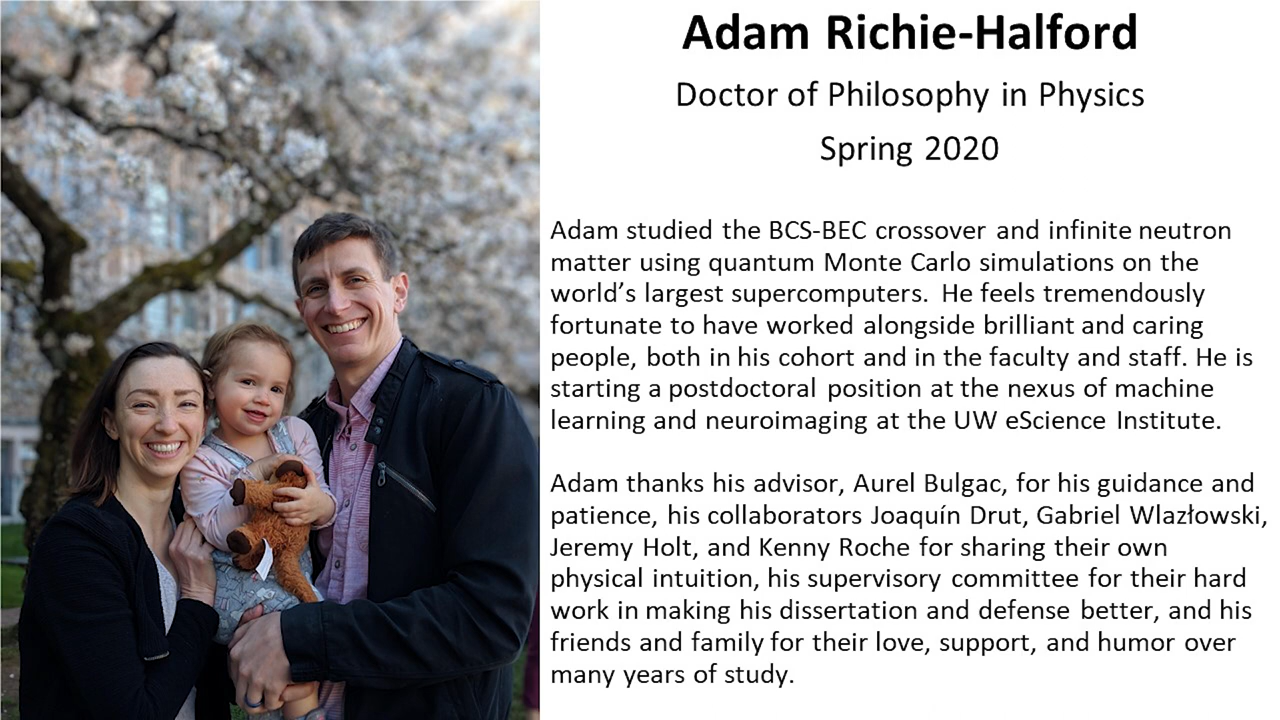 Adam Richie-Halford
Doctor of Philosophy in Physics
Spring 2020
Adam studied the BCS-BEC crossover and infinite neutron
matter using quantum Monte Carlo simulations on the
world’s largest supercomputers.  He feels tremendously
fortunate to have worked alongside brilliant and caring
people, both in his cohort and in the faculty and staff. He is
starting a postdoctoral position at the nexus of machine
learning and neuroimaging at the UW eScience Institute.
Adam thanks his advisor, Aurel Bulgac, for his guidance and
patience, his collaborators Joaquín Drut, Gabriel Wlazłowski,
Jeremy Holt, and Kenny Roche for sharing their own
physical intuition, his supervisory committee for their hard
work in making his dissertation and defense better, and his
friends and family for their love, support, and humor over
many years of study.